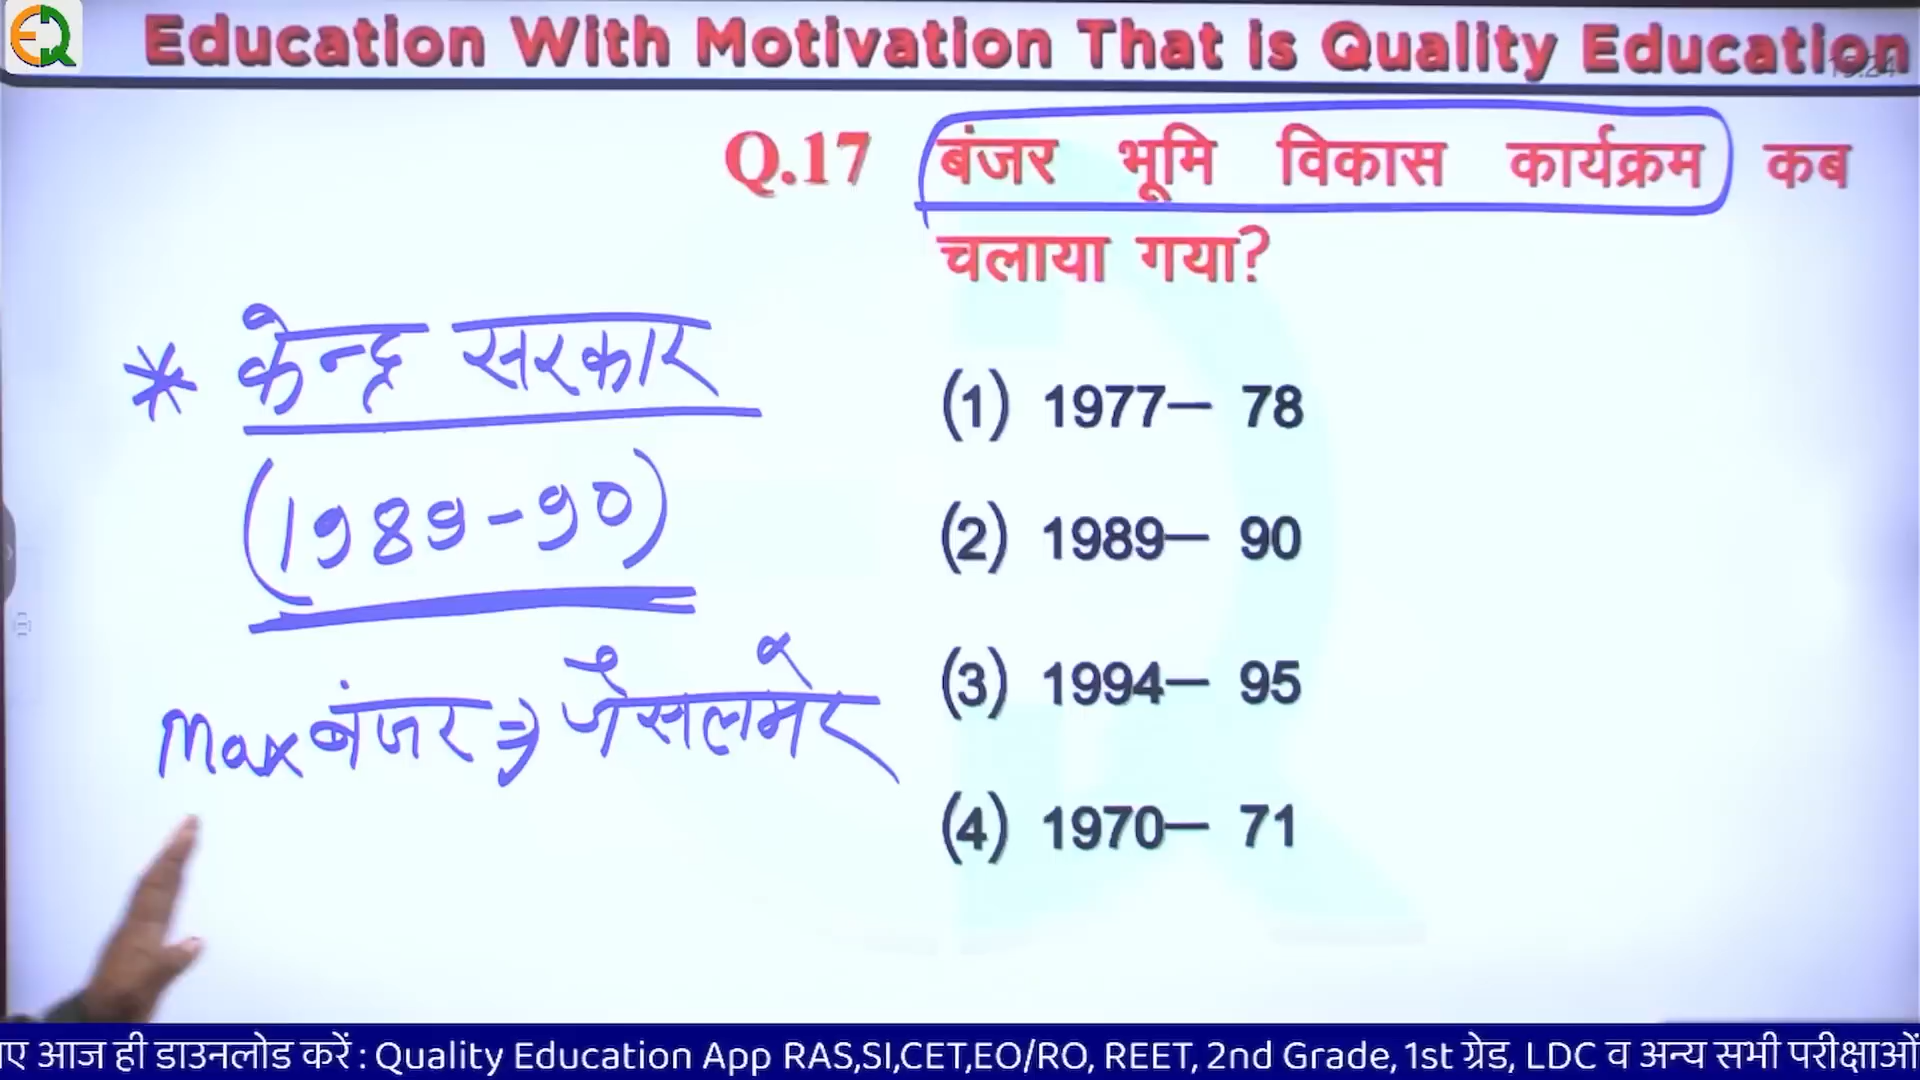 Education With Motivation That is Quality Education
Q.17 बंजर भूमि विकास कार्यक्रम कब
चलाया गया?
(1) 1977– 78
(2) 1989– 90
(3) 1994– 95
(4) 1970– 71
* केन्द्र सरकार
(1989-90)
Max बंजर ⇒ जैसलमेर
ए आज ही डाउनलोड करें : Quality Education App RAS,SI,CET,EO/RO, REET, 2nd Grade, 1st ग्रेड, LDC व अन्य सभी परीक्षाओं